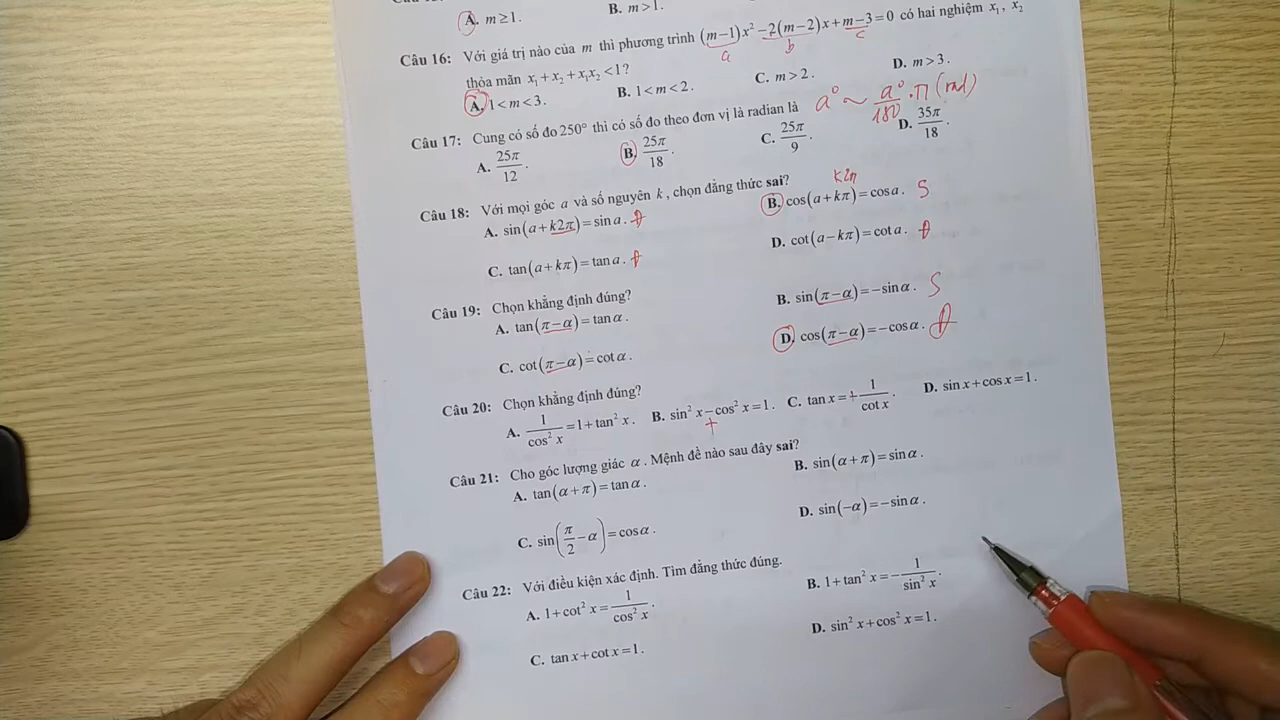 A. m ≥ 1. B. m > 1.
Câu 16: Với giá trị nào của m thì phương trình (m−1)x² −2(m−2)x + m−3 = 0 có hai nghiệm x₁, x₂
a b c
thỏa mãn x₁ + x₂ + x₁x₂ < 1?
A. 1 < m < 3. B. 1 < m < 2. C. m > 2. D. m > 3.
Câu 17: Cung có số đo 250° thì có số đo theo đơn vị là radian là a° ~ a°/180 . π (rad)
A. 25π/12. B. 25π/18. C. 25π/9. D. 35π/18.
Câu 18: Với mọi góc a và số nguyên k, chọn đẳng thức sai?
k2π
A. sin(a + k2π) = sin a. Đ B. cos(a + kπ) = cos a. S
C. tan(a + kπ) = tan a. Đ D. cot(a − kπ) = cot a. Đ
Câu 19: Chọn khẳng định đúng?
A. tan(π − α) = tan α. B. sin(π − α) = −sin α. S
C. cot(π − α) = cot α. D. cos(π − α) = −cos α. Đ
Câu 20: Chọn khẳng định đúng?
A. 1/cos² x = 1 + tan² x. B. sin² x − cos² x = 1. C. tan x = −1/cot x. D. sin x + cos x = 1.
+
Câu 21: Cho góc lượng giác α. Mệnh đề nào sau đây sai?
A. tan(α + π) = tan α. B. sin(α + π) = sin α.
C. sin(π/2 − α) = cos α. D. sin(−α) = −sin α.
Câu 22: Với điều kiện xác định. Tìm đẳng thức đúng.
A. 1 + cot² x = 1/cos² x. B. 1 + tan² x = −1/sin² x.
C. tan x + cot x = 1. D. sin² x + cos² x = 1.